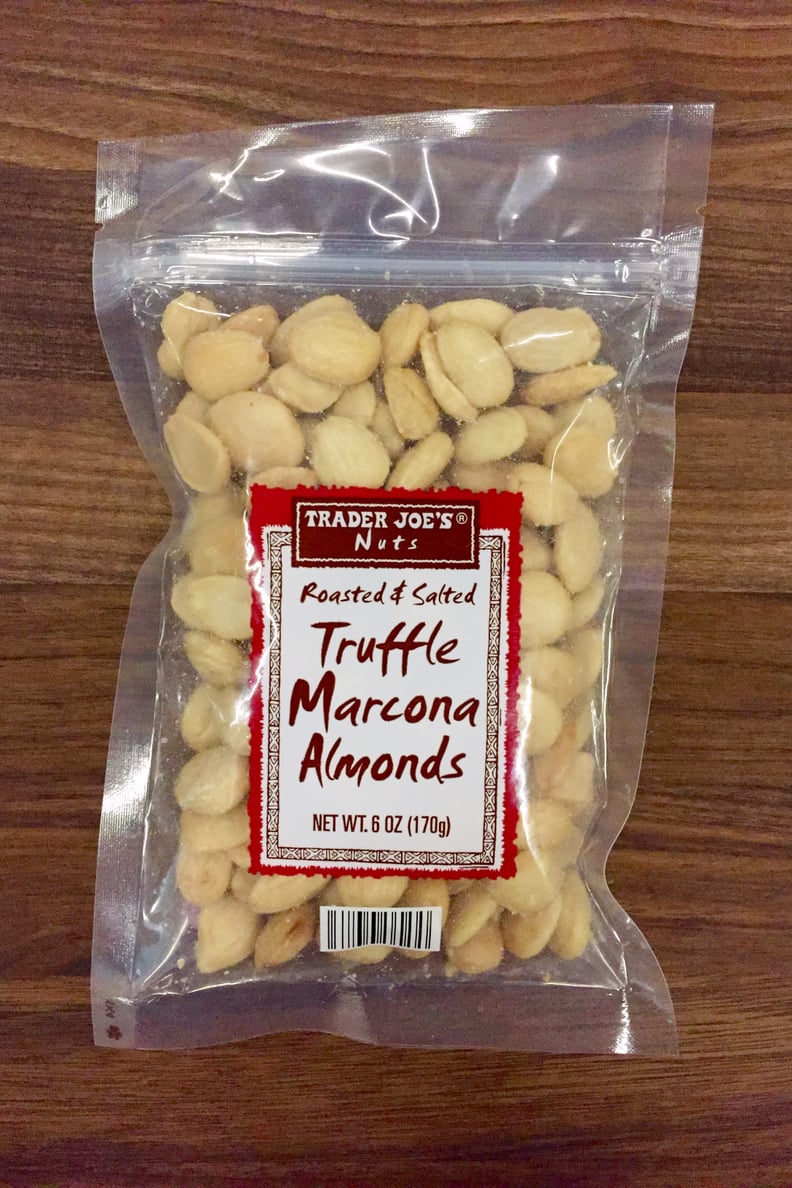 TRADER JOE'S®
Nuts
Roasted & Salted
Truffle
Marcona
Almonds
NET WT. 6 OZ (170g)